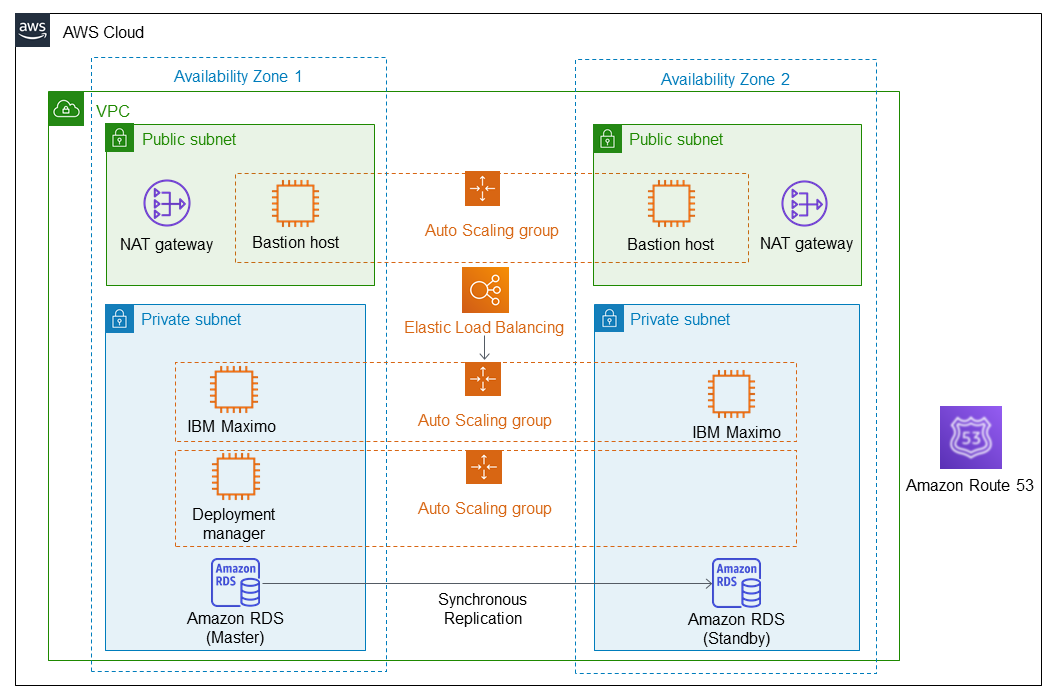 aws
AWS Cloud
Availability Zone 1
Availability Zone 2
VPC
Public subnet
Public subnet
NAT gateway
Bastion host
Auto Scaling group
Bastion host
NAT gateway
Elastic Load Balancing
Private subnet
Private subnet
IBM Maximo
Auto Scaling group
IBM Maximo
Deployment
manager
Auto Scaling group
53
Amazon Route 53
Amazon
RDS
Amazon RDS
(Master)
Synchronous
Replication
Amazon
RDS
Amazon RDS
(Standby)